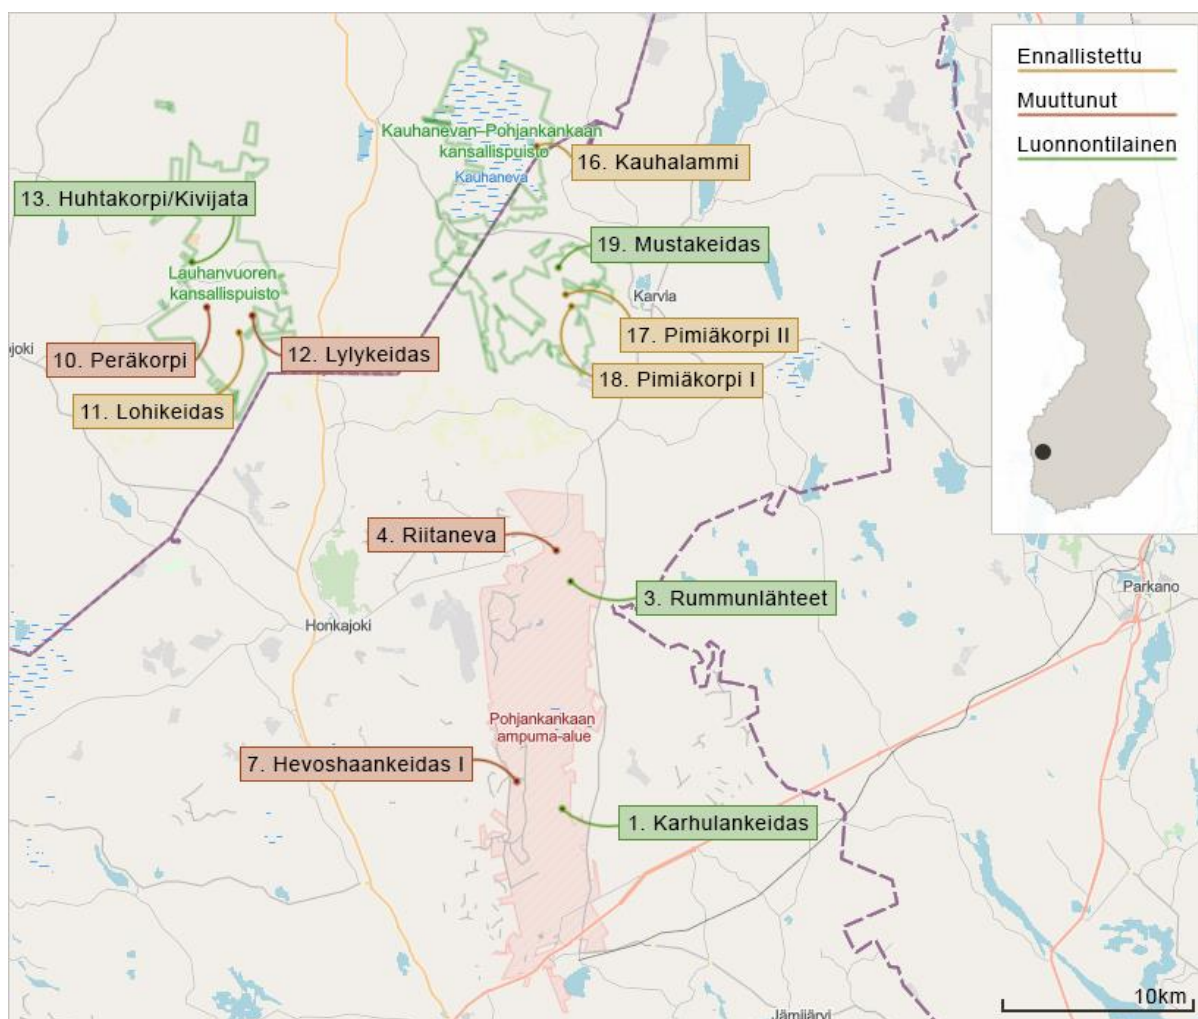 Ennallistettu
Muuttunut
Luonnontilainen
Kauhanevan–Pohjankankaan
kansallispuisto
Kauhaneva
16. Kauhalammi
13. Huhtakorpi/Kivijata
19. Mustakeidas
Lauhanvuoren
kansallispuisto
Karvia
17. Pimiäkorpi II
ojoki
10. Peräkorpi
12. Lylykeidas
18. Pimiäkorpi I
11. Lohikeidas
4. Riitaneva
3. Rummunlähteet
Parkano
Honkajoki
Pohjankankaan
ampuma-alue
7. Hevoshaankeidas I
1. Karhulankeidas
10km
Jämijärvi